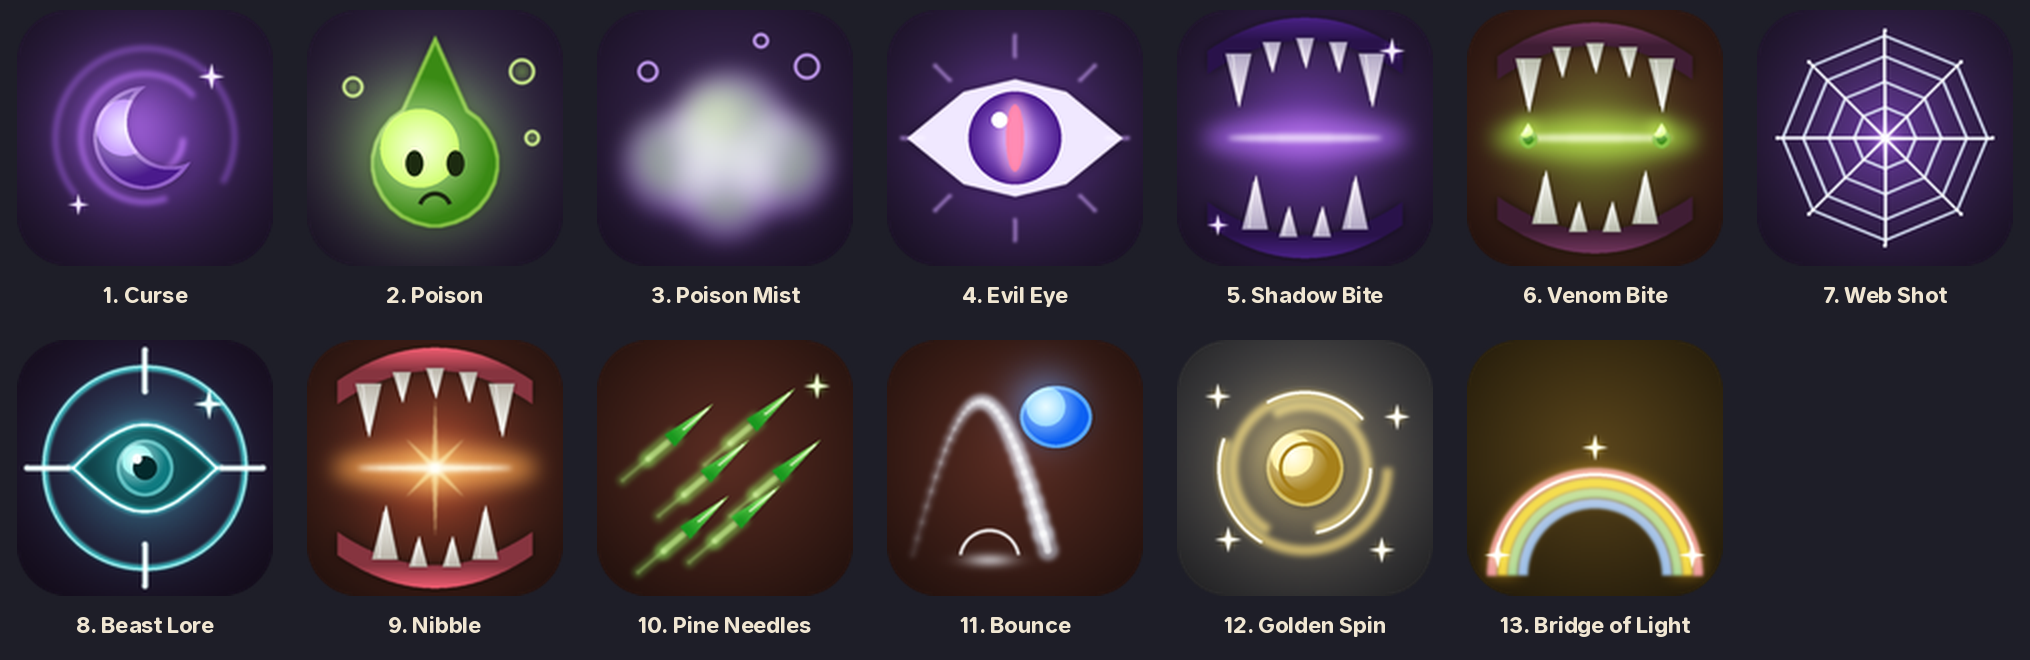 1. Curse
2. Poison
3. Poison Mist
4. Evil Eye
5. Shadow Bite
6. Venom Bite
7. Web Shot
8. Beast Lore
9. Nibble
10. Pine Needles
11. Bounce
12. Golden Spin
13. Bridge of Light